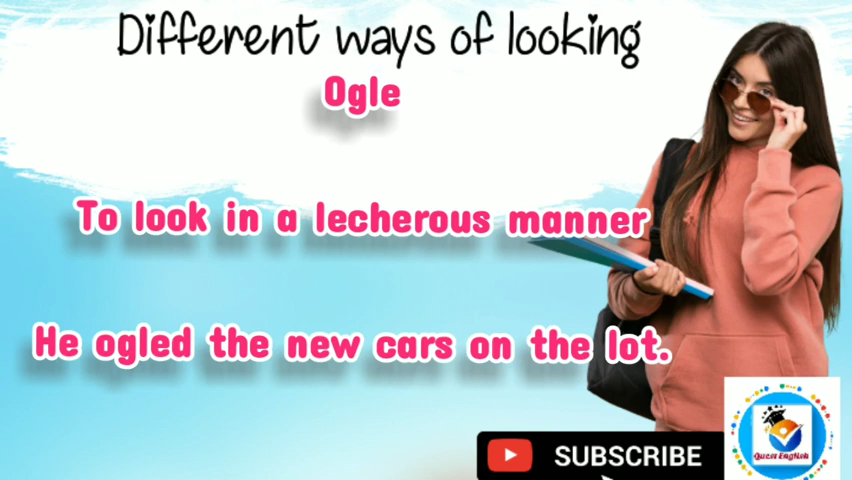 Different ways of looking
Ogle
To look in a lecherous manner
He ogled the new cars on the lot.
SUBSCRIBE
Quest English